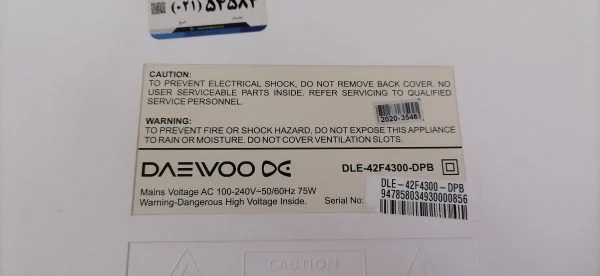 (۰۲۱) ۵۴۵۸۲
CAUTION:
TO PREVENT ELECTRICAL SHOCK, DO NOT REMOVE BACK COVER. NO
USER SERVICEABLE PARTS INSIDE. REFER SERVICING TO QUALIFIED
SERVICE PERSONNEL.
2020-3546
WARNING:
TO PREVENT FIRE OR SHOCK HAZARD, DO NOT EXPOSE THIS APPLIANCE
TO RAIN OR MOISTURE. DO NOT COVER VENTILATION SLOTS.
DAEWOO DE
DLE-42F4300-DPB
Mains Voltage AC 100-240V~50/60Hz 75W
Warning-Dangerous High Voltage Inside. Serial No:
DLE-42F4300-DPB
947858034930000856
CAUTION